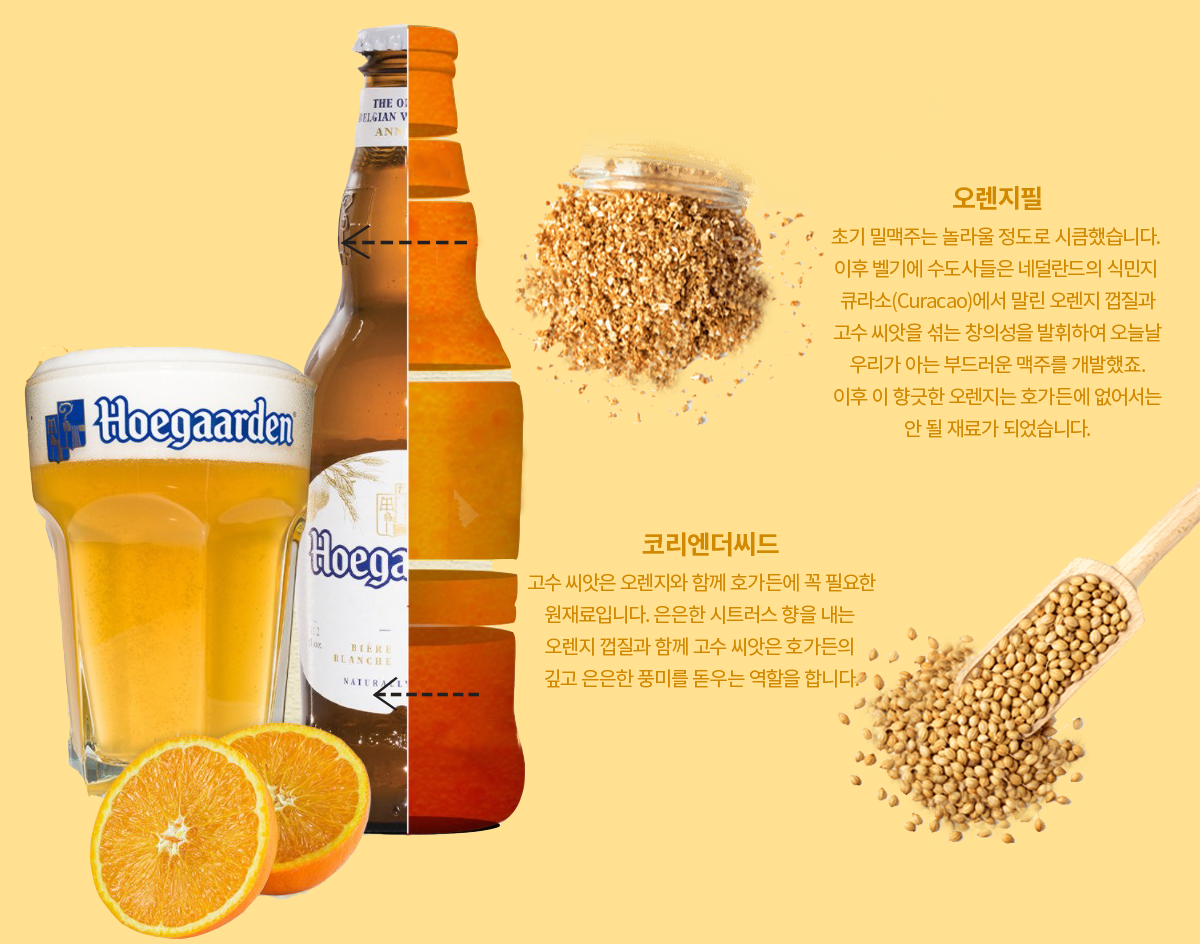 THE O
BELGIAN W
ANN
Hoegaarden
Hoega
BIÈRE
BLANCHE
NATURALLY
오렌지필
초기 밀맥주는 놀라울 정도로 시큼했습니다.
이후 벨기에 수도사들은 네덜란드의 식민지
큐라소(Curacao)에서 말린 오렌지 껍질과
고수 씨앗을 섞는 창의성을 발휘하여 오늘날
우리가 아는 부드러운 맥주를 개발했죠.
이후 이 향긋한 오렌지는 호가든에 없어서는
안 될 재료가 되었습니다.
코리엔더씨드
고수 씨앗은 오렌지와 함께 호가든에 꼭 필요한
원재료입니다. 은은한 시트러스 향을 내는
오렌지 껍질과 함께 고수 씨앗은 호가든의
깊고 은은한 풍미를 돋우는 역할을 합니다.